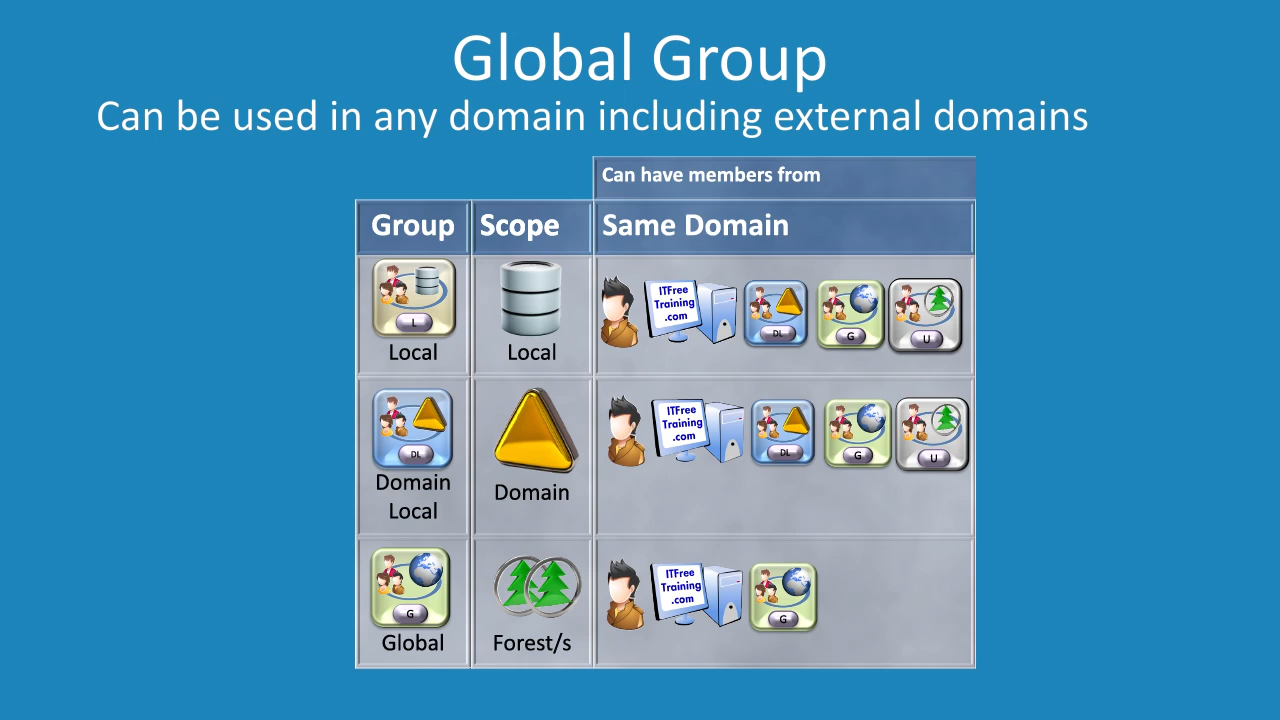 Global Group
Can be used in any domain including external domains
Can have members from
Group Scope Same Domain
L
Local
Local
ITFree
Training
.com
DL
G
U
DL
Domain
Local
Domain
ITFree
Training
.com
DL
G
U
G
Global
Forest/s
ITFree
Training
.com
G